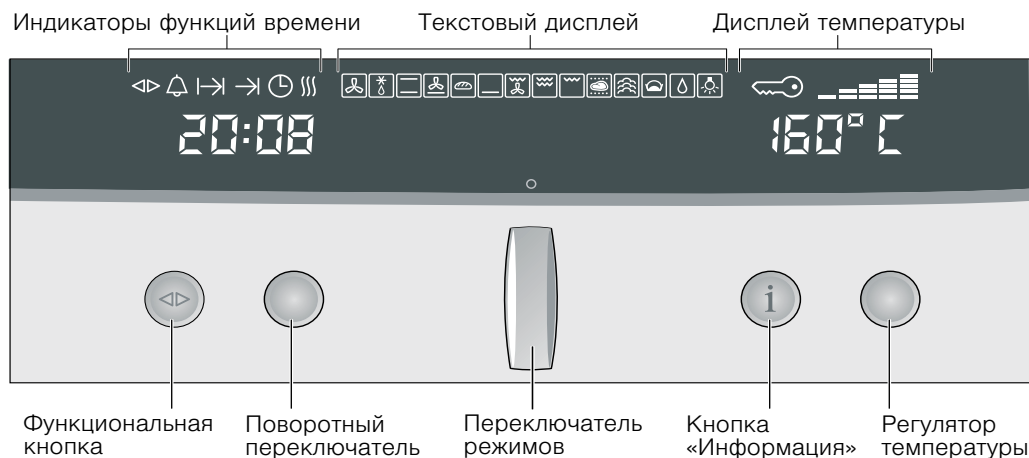 Индикаторы функций времени Текстовый дисплей Дисплей температуры
20:08 160°C
i
Функциональная кнопка
Поворотный переключатель
Переключатель режимов
Кнопка «Информация»
Регулятор температуры